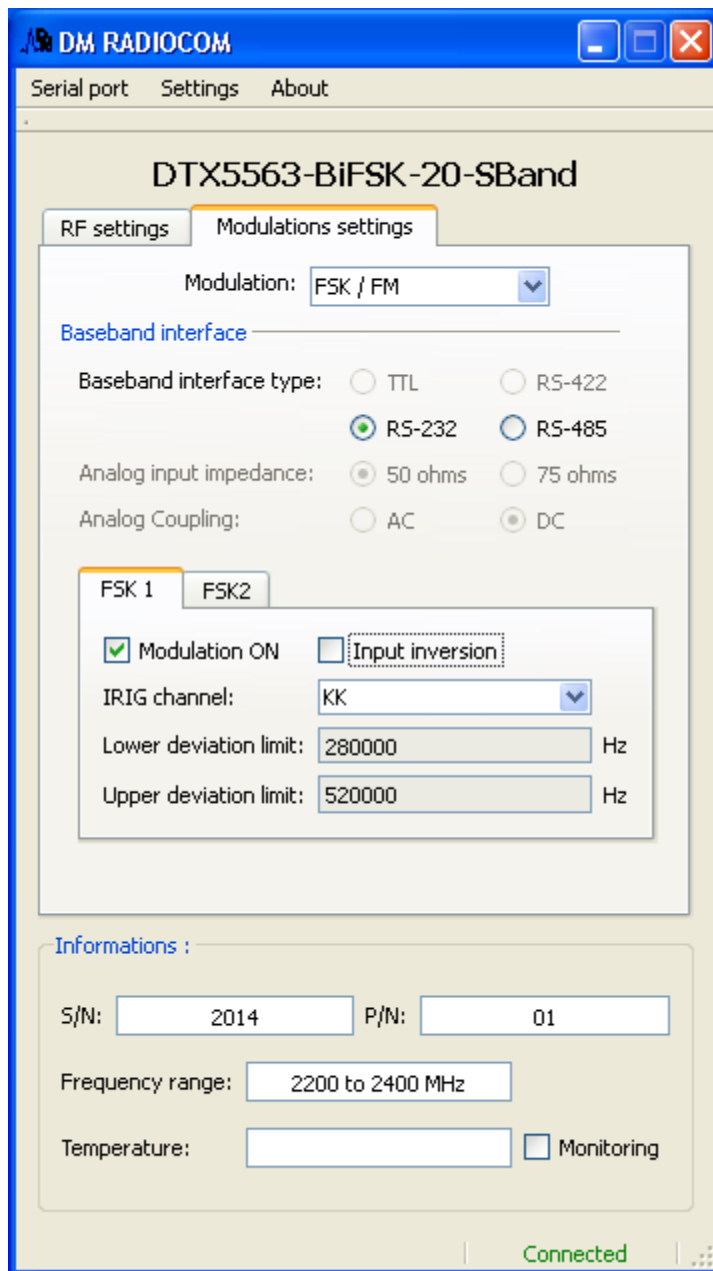 DM RADIOCOM
Serial port Settings About
DTX5563-BiFSK-20-SBand
RF settings Modulations settings
Modulation: FSK / FM
Baseband interface
Baseband interface type: TTL RS-422
RS-232 RS-485
Analog input impedance: 50 ohms 75 ohms
Analog Coupling: AC DC
FSK 1 FSK2
Modulation ON Input inversion
IRIG channel: KK
Lower deviation limit: 280000 Hz
Upper deviation limit: 520000 Hz
Informations :
S/N: 2014 P/N: 01
Frequency range: 2200 to 2400 MHz
Temperature: Monitoring
Connected